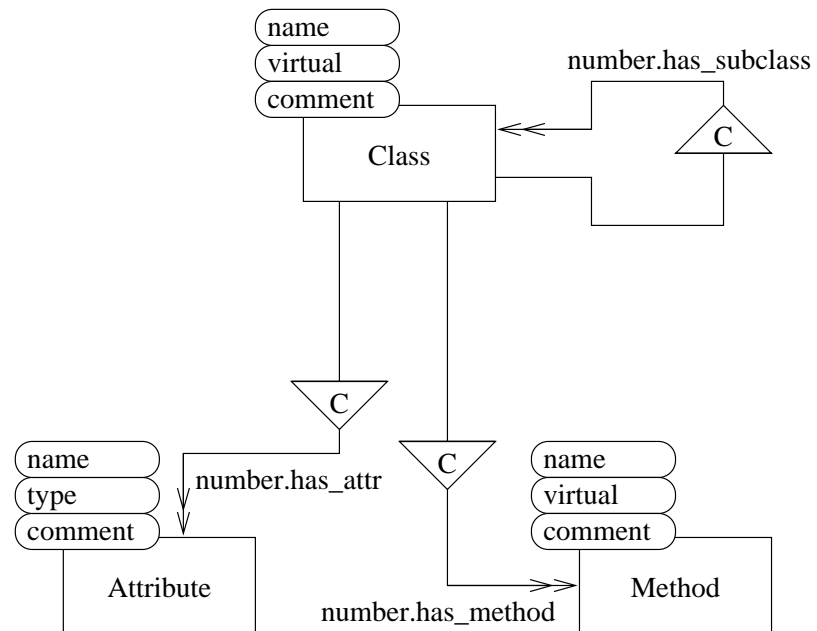 name
virtual
comment
Class
number.has_subclass
C
C
C
name
type
comment
Attribute
number.has_attr
name
virtual
comment
Method
number.has_method